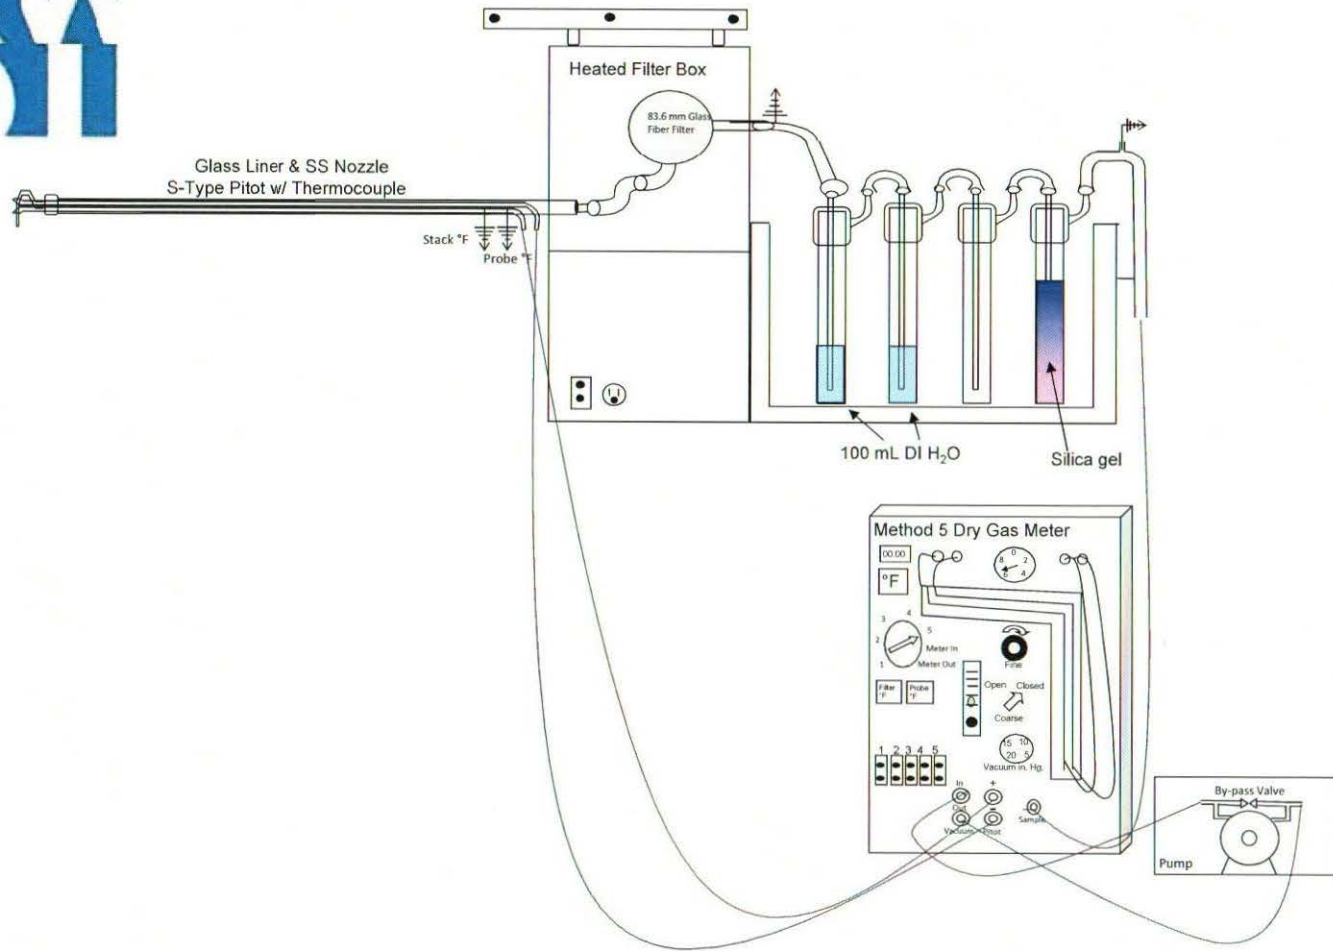 Heated Filter Box
83.6 mm Glass
Fiber Filter
Glass Liner & SS Nozzle
S-Type Pitot w/ Thermocouple
Stack °F
Probe °F
100 mL DI H₂O
Silica gel
Method 5 Dry Gas Meter
00.00
0
8 2
6 4
°F
4
3 5
2
1
Meter In
Meter Out
Fine
Filter
°F
Probe
°F
Open Closed
Coarse
15 10
20 5
Vacuum in. Hg.
1 2 3 4 5
In +
Out -
Vacuum Pitot
Sample
By-pass Valve
Pump